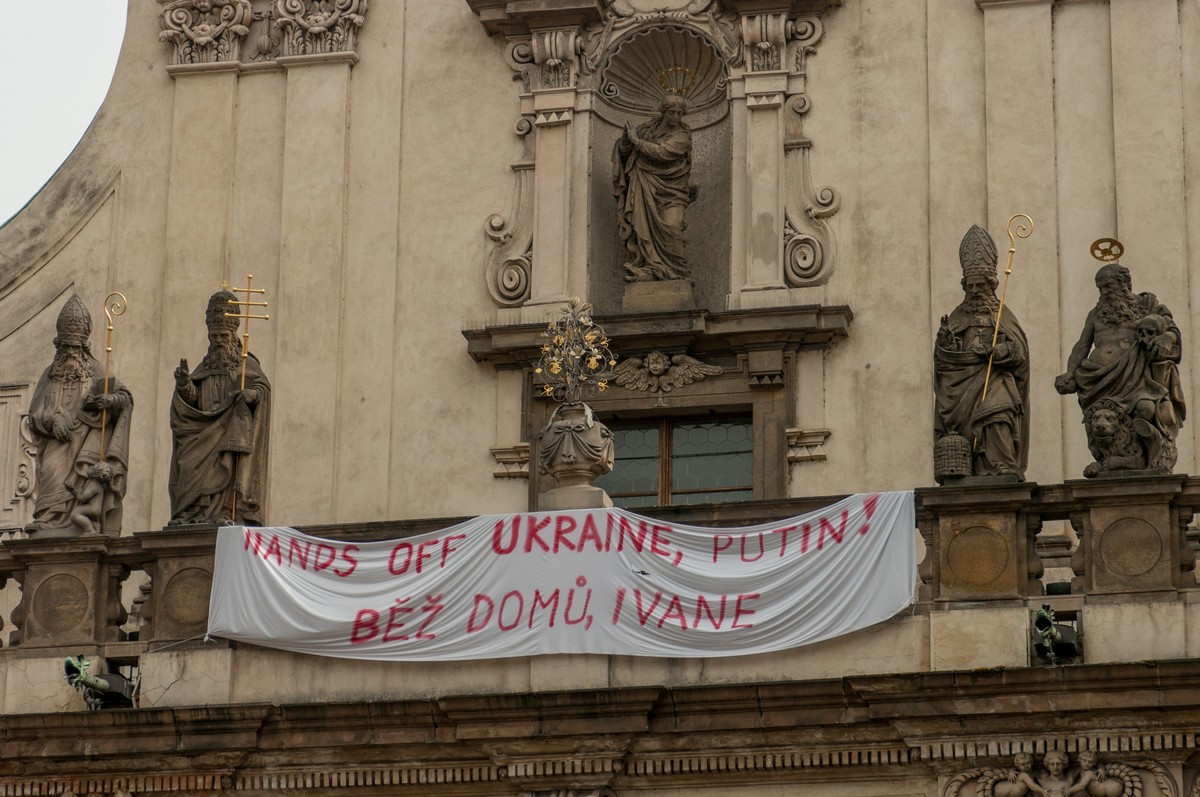 HANDS OFF UKRAINE, PUTIN!
BĚŽ DOMŮ, IVANE